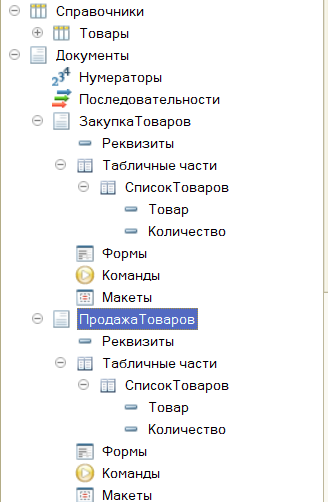 Справочники
Товары
Документы
Нумераторы
Последовательности
ЗакупкаТоваров
Реквизиты
Табличные части
СписокТоваров
Товар
Количество
Формы
Команды
Макеты
ПродажаТоваров
Реквизиты
Табличные части
СписокТоваров
Товар
Количество
Формы
Команды
Макеты